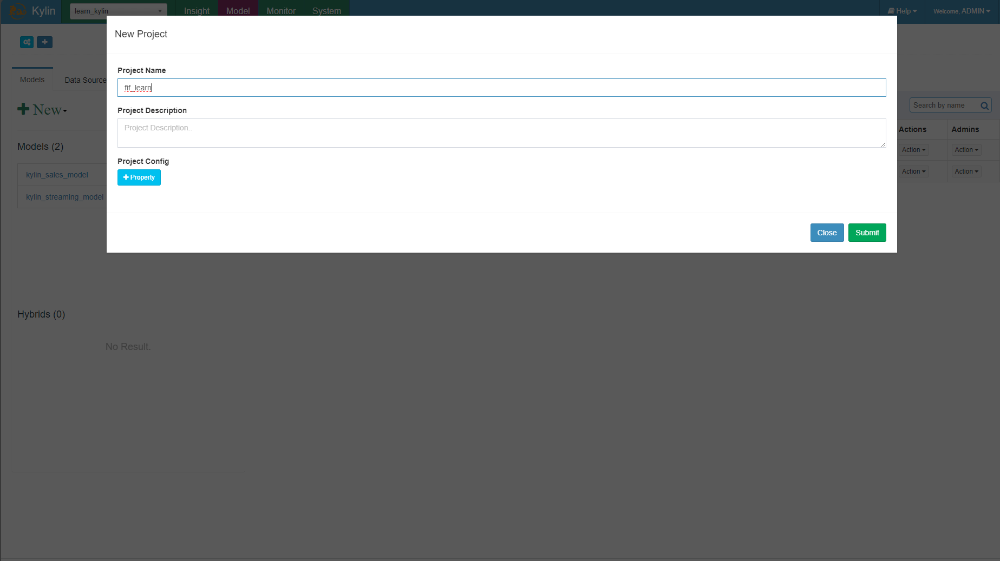 Kylin
learn_kylin
Insight
Model
Monitor
System
Help
Welcome, ADMIN
New Project
Project Name
fif_learn
Project Description
Project Description..
Project Config
Property
Close
Submit
Models
Data Source
New
Search by name
Actions
Admins
Action
Action
Action
Action
Models (2)
kylin_sales_model
kylin_streaming_model
Hybrids (0)
No Result.